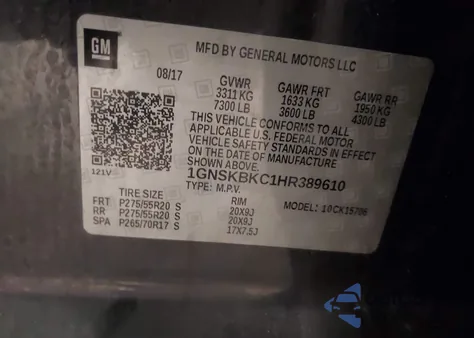 GM
MFD BY GENERAL MOTORS LLC
08/17 GVWR GAWR FRT GAWR RR
3311 KG 1633 KG 1950 KG
7300 LB 3600 LB 4300 LB
THIS VEHICLE CONFORMS TO ALL
APPLICABLE U.S. FEDERAL MOTOR
VEHICLE SAFETY STANDARDS IN
EFFECT ON THE DATE OF
MANUFACTURE SHOWN ABOVE.
1GNSKBKC1HR389610
TYPE: M.P.V. MODEL: 10CK15706
121V
TIRE SIZE RIM
FRT P275/55R20 S 20X9J
RR P275/55R20 S 20X9J
SPA P265/70R17 S 17X7.5J